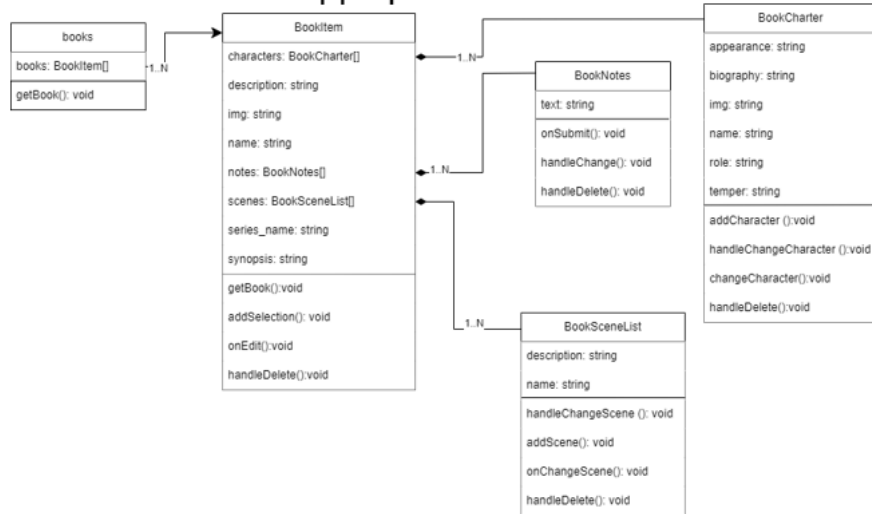 books
books: BookItem[]
getBook(): void
1..N
BookItem
characters: BookCharter[]
description: string
img: string
name: string
notes: BookNotes[]
scenes: BookSceneList[]
series_name: string
synopsis: string
getBook():void
addSelection(): void
onEdit():void
handleDelete():void
1..N
1..N
1..N
BookNotes
text: string
onSubmit(): void
handleChange(): void
handleDelete(): void
BookCharter
appearance: string
biography: string
img: string
name: string
role: string
temper: string
addCharacter ():void
handleChangeCharacter ():void
changeCharacter():void
handleDelete():void
BookSceneList
description: string
name: string
handleChangeScene (): void
addScene(): void
onChangeScene(): void
handleDelete(): void